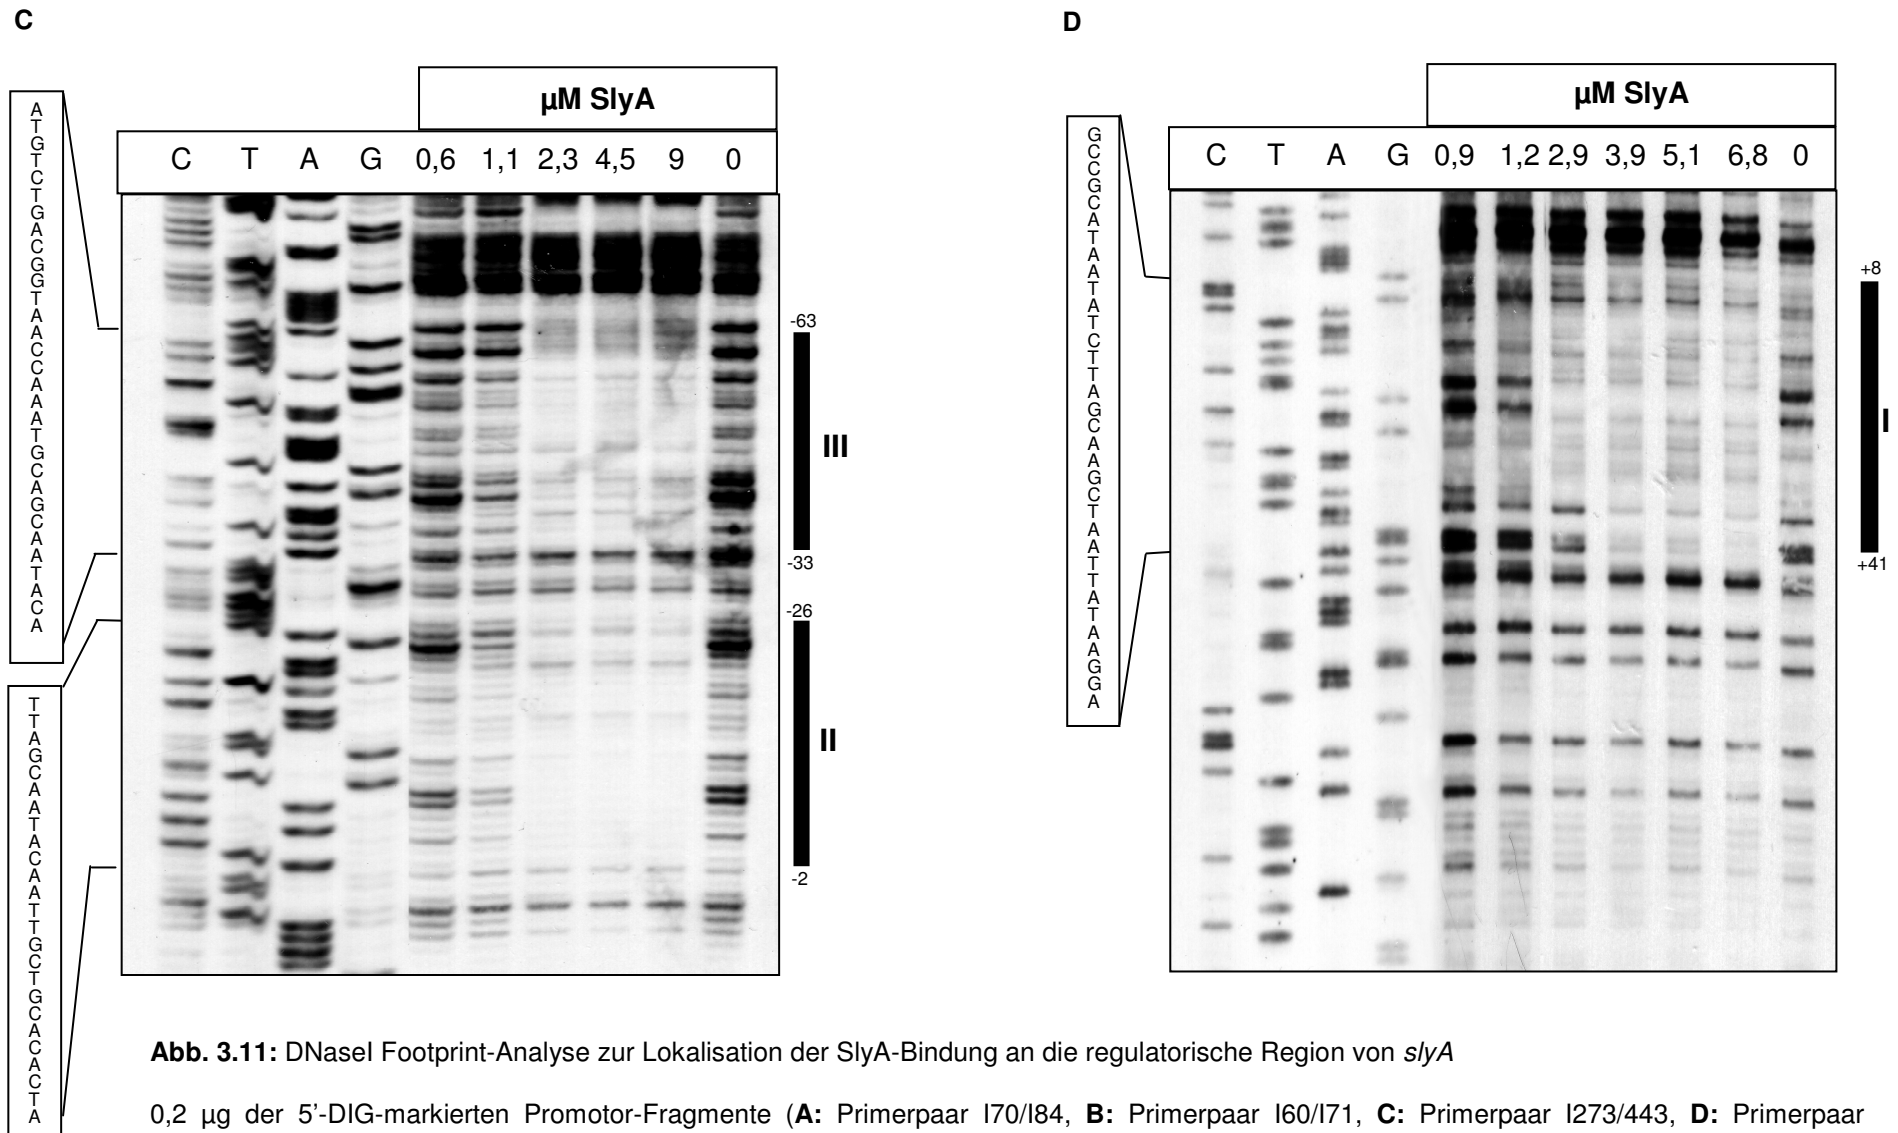 C
D
µM SlyA
µM SlyA
C T A G 0,6 1,1 2,3 4,5 9 0
C T A G 0,9 1,2 2,9 3,9 5,1 6,8 0
ATGTCTGACGGTAACCAAATGCAGCAATACA
TTAGCAATACAATTGCTGCACACTA
GCCGCATAATATCTTAGCAAGCTAATTATAAGGA
-63
III
-33
-26
II
-2
+8
I
+41
Abb. 3.11: DNaseI Footprint-Analyse zur Lokalisation der SlyA-Bindung an die regulatorische Region von slyA
0,2 µg der 5’-DIG-markierten Promotor-Fragmente (A: Primerpaar I70/I84, B: Primerpaar I60/I71, C: Primerpaar I273/443, D: Primerpaar